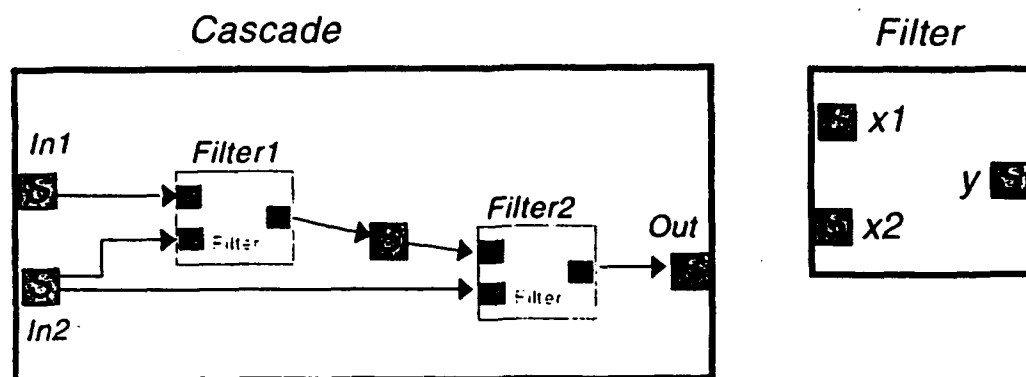 Cascade
Filter
In1
Filter1
S
Filter
In2
S
S
Filter2
Filter
Out
S
S
x1
y
S
S
x2